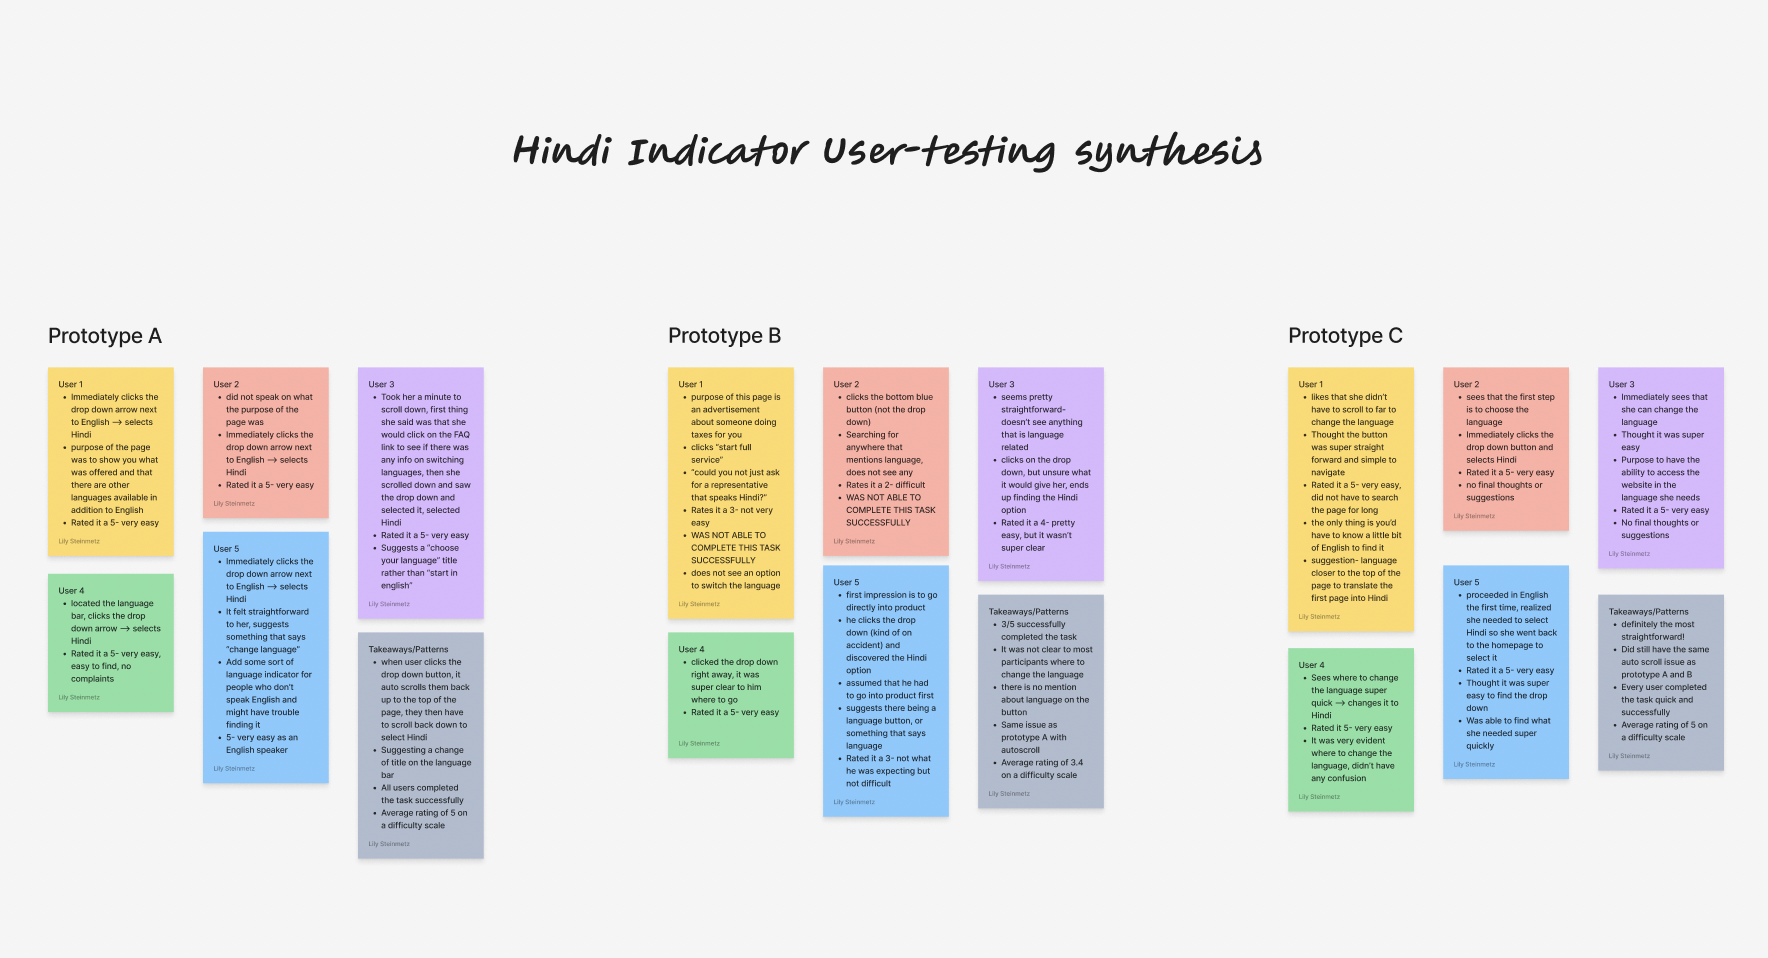 Hindi Indicator User-testing synthesis
Prototype A
User 1
• Immediately clicks the
drop down arrow next
to English → selects
Hindi
• purpose of the page
was to show you what
was offered and that
there are other
languages available in
addition to English
• Rated it a 5- very easy
Lily Steinmetz
User 2
• did not speak on what
the purpose of the
page was
• Immediately clicks the
drop down arrow next
to English → selects
Hindi
• Rated it a 5- very easy
Lily Steinmetz
User 3
• Took her a minute to
scroll down, first thing
she said was that she
would click on the FAQ
link to see if there was
any info on switching
languages, then she
scrolled down and saw
the drop down and
selected it, selected
Hindi
• Rated it a 5- very easy
• Suggests a "choose
your language" title
rather than "start in
english"
Lily Steinmetz
User 4
• located the language
bar, clicks the drop
down arrow → selects
Hindi
• Rated it a 5- very easy,
easy to find, no
complaints
Lily Steinmetz
User 5
• Immediately clicks the
drop down arrow next
to English → selects
Hindi
• It felt straightforward
to her, suggests
something that says
"change language"
• Add some sort of
language indicator for
people who don't
speak English and
might have trouble
finding it
• 5- very easy as an
English speaker
Lily Steinmetz
Takeaways/Patterns
• when user clicks the
drop down button, it
auto scrolls them back
up to the top of the
page, they then have
to scroll back down to
select Hindi
• Suggesting a change
of title on the language
bar
• All users completed
the task successfully
• Average rating of 5 on
a difficulty scale
Lily Steinmetz
Prototype B
User 1
• purpose of this page is
an advertisement
about someone doing
taxes for you
• clicks "start full
service"
• "could you not just ask
for a representative
that speaks Hindi?"
• Rates it a 3- not very
easy
• WAS NOT ABLE TO
COMPLETE THIS TASK
SUCCESSFULLY
• does not see an option
to switch the language
Lily Steinmetz
User 2
• clicks the bottom blue
button (not the drop
down)
• Searching for
anywhere that
mentions language,
does not see any
• Rates it a 2- difficult
• WAS NOT ABLE TO
COMPLETE THIS TASK
SUCCESSFULLY
Lily Steinmetz
User 3
• seems pretty
straightforward-
doesn't see anything
that is language
related
• clicks on the drop
down, but unsure what
it would give her, ends
up finding the Hindi
option
• Rated it a 4- pretty
easy, but it wasn't
super clear
Lily Steinmetz
User 4
• clicked the drop down
right away, it was
super clear to him
where to go
• Rated it a 5- very easy
Lily Steinmetz
User 5
• first impression is to go
directly into product
• he clicks the drop
down (kind of on
accident) and
discovered the Hindi
option
• assumed that he had
to go into product first
• suggests there being a
language button, or
something that says
language
• Rated it a 3- not what
he was expecting but
not difficult
Lily Steinmetz
Takeaways/Patterns
• 3/5 successfully
completed the task
• It was not clear to most
participants where to
change the language
• there is no mention
about language on the
button
• Same issue as
prototype A with
autoscroll
• Average rating of 3.4
on a difficulty scale
Lily Steinmetz
Prototype C
User 1
• likes that she didn't
have to scroll to far to
change the language
• Thought the button
was super straight
forward and simple to
navigate
• Rated it a 5- very easy,
did not have to search
the page for long
• the only thing is you'd
have to know a little bit
of English to find it
• suggestion- language
closer to the top of the
page to translate the
first page into Hindi
Lily Steinmetz
User 2
• sees that the first step
is to choose the
language
• Immediately clicks the
drop down button and
selects Hindi
• Rated it a 5- very easy
• no final thoughts or
suggestions
Lily Steinmetz
User 3
• Immediately sees that
she can change the
language
• Thought it was super
easy
• Purpose to have the
ability to access the
website in the
language she needs
• Rated it a 5- very easy
• No final thoughts or
suggestions
Lily Steinmetz
User 4
• Sees where to change
the language super
quick → changes it to
Hindi
• Rated it 5- very easy
• It was very evident
where to change the
language, didn't have
any confusion
Lily Steinmetz
User 5
• proceeded in English
the first time, realized
she needed to select
Hindi so she went back
to the homepage to
select it
• Rated it a 5- very easy
• Thought it was super
easy to find the drop
down
• Was able to find what
she needed super
quickly
Lily Steinmetz
Takeaways/Patterns
• definitely the most
straightforward!
• Did still have the same
auto scroll issue as
prototype A and B
• Every user completed
the task quick and
successfully
• Average rating of 5 on
a difficulty scale
Lily Steinmetz